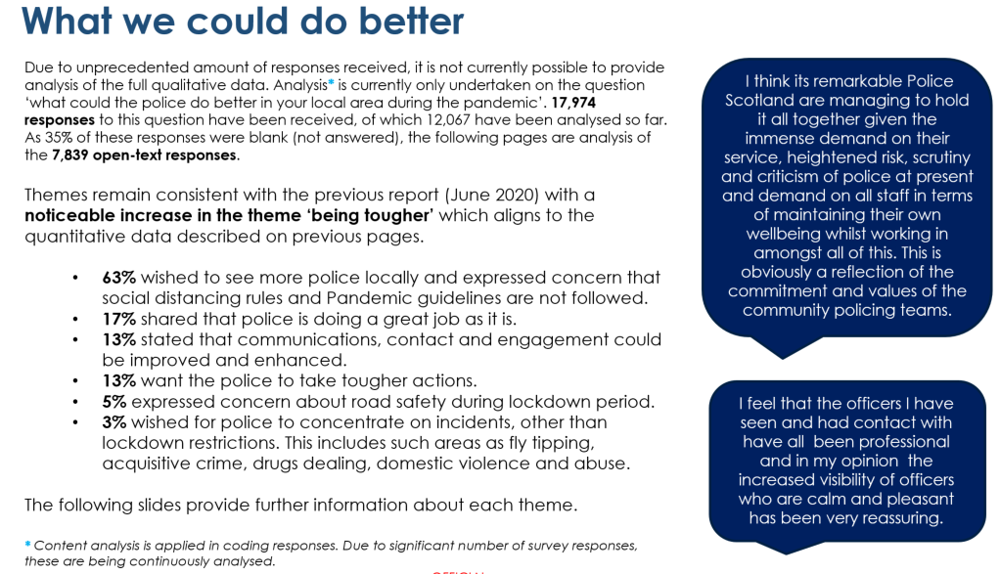 What we could do better
Due to unprecedented amount of responses received, it is not currently possible to provide
analysis of the full qualitative data. Analysis* is currently only undertaken on the question
‘what could the police do better in your local area during the pandemic’. 17,974
responses to this question have been received, of which 12,067 have been analysed so far.
As 35% of these responses were blank (not answered), the following pages are analysis of
the 7,839 open-text responses.
Themes remain consistent with the previous report (June 2020) with a
noticeable increase in the theme ‘being tougher’ which aligns to the
quantitative data described on previous pages.
• 63% wished to see more police locally and expressed concern that
social distancing rules and Pandemic guidelines are not followed.
• 17% shared that police is doing a great job as it is.
• 13% stated that communications, contact and engagement could
be improved and enhanced.
• 13% want the police to take tougher actions.
• 5% expressed concern about road safety during lockdown period.
• 3% wished for police to concentrate on incidents, other than
lockdown restrictions. This includes such areas as fly tipping,
acquisitive crime, drugs dealing, domestic violence and abuse.
The following slides provide further information about each theme.
* Content analysis is applied in coding responses. Due to significant number of survey responses,
these are being continuously analysed.
I think its remarkable Police
Scotland are managing to hold
it all together given the
immense demand on their
service, heightened risk, scrutiny
and criticism of police at present
and demand on all staff in terms
of maintaining their own
wellbeing whilst working in
amongst all of this. This is
obviously a reflection of the
commitment and values of the
community policing teams.
I feel that the officers I have
seen and had contact with
have all  been professional
and in my opinion  the
increased visibility of officers
who are calm and pleasant
has been very reassuring.